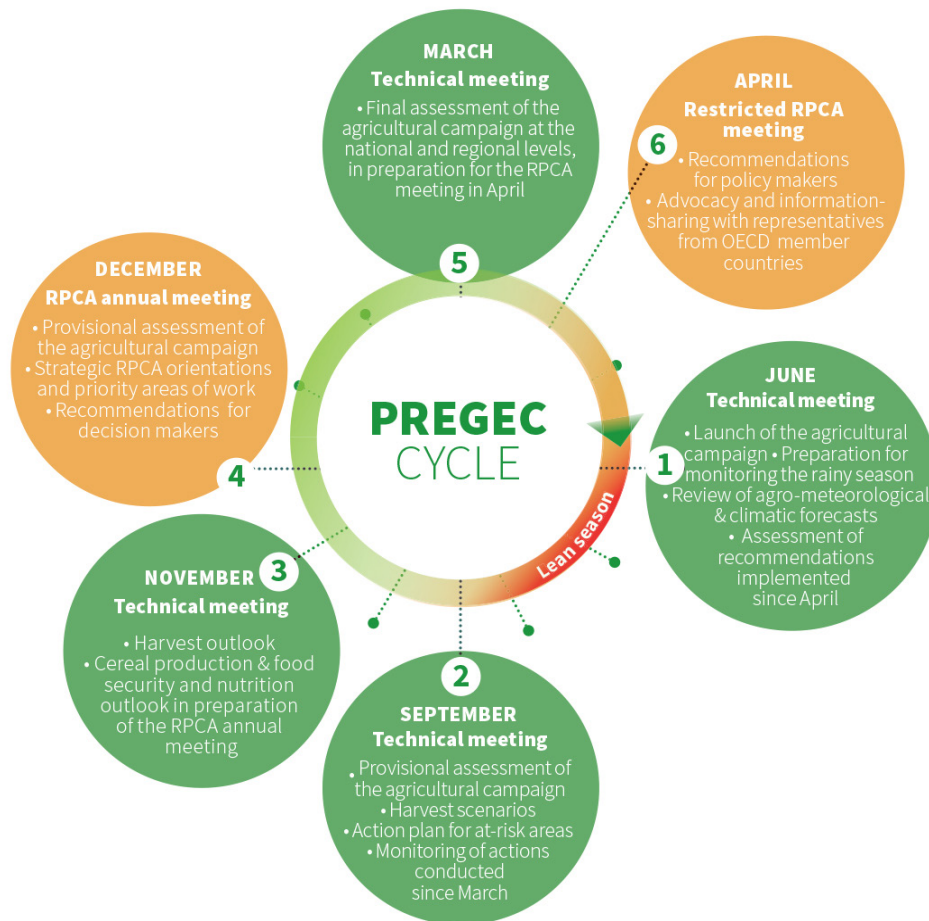 MARCH
Technical meeting
• Final assessment of the
agricultural campaign at the
national and regional levels,
in preparation for the RPCA
meeting in April
5
APRIL
Restricted RPCA
meeting
6
• Recommendations
for policy makers
• Advocacy and information-
sharing with representatives
from OECD member
countries
DECEMBER
RPCA annual meeting
• Provisional assessment of
the agricultural campaign
• Strategic RPCA orientations
and priority areas of work
• Recommendations for
decision makers
4
PREGEC
CYCLE
Lean season
JUNE
Technical meeting
1
• Launch of the agricultural
campaign • Preparation for
monitoring the rainy season
• Review of agro-meteorological
& climatic forecasts
• Assessment of
recommendations
implemented
since April
NOVEMBER
3
Technical meeting
• Harvest outlook
• Cereal production & food
security and nutrition
outlook in preparation
of the RPCA annual
meeting
2
SEPTEMBER
Technical meeting
• Provisional assessment of
the agricultural campaign
• Harvest scenarios
• Action plan for at-risk areas
• Monitoring of actions
conducted
since March